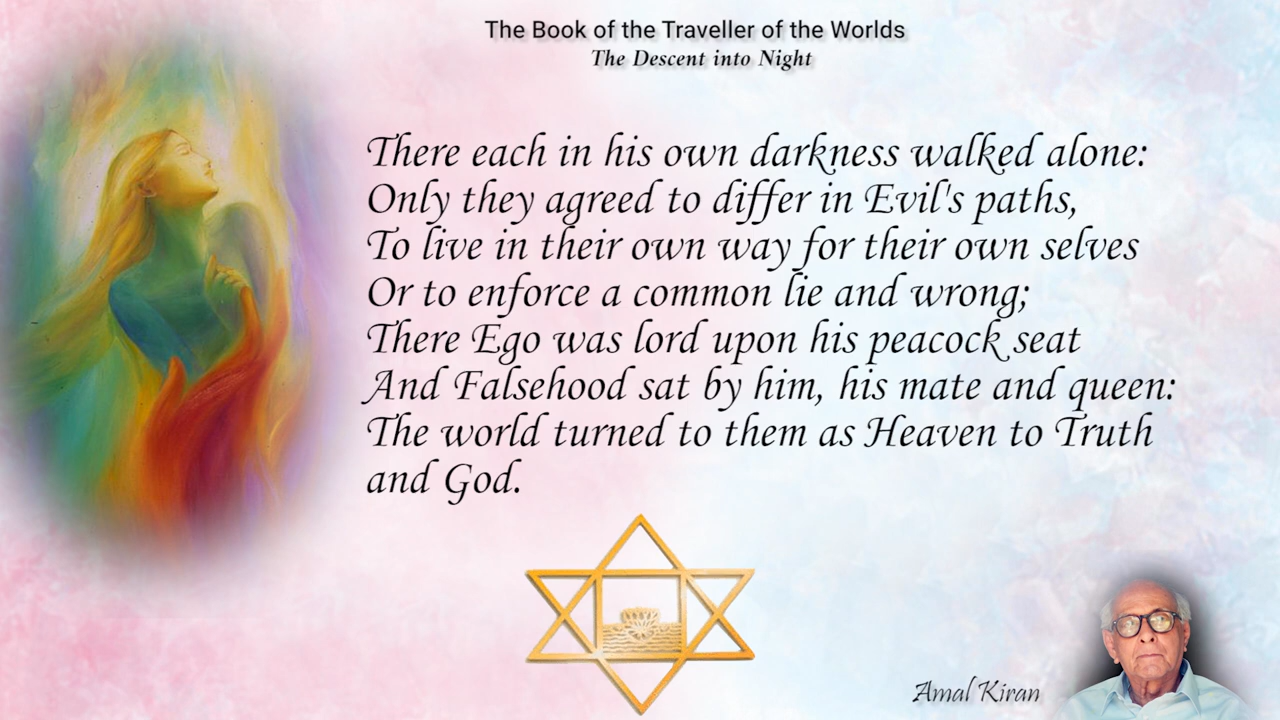 The Book of the Traveller of the Worlds
The Descent into Night
There each in his own darkness walked alone:
Only they agreed to differ in Evil's paths,
To live in their own way for their own selves
Or to enforce a common lie and wrong;
There Ego was lord upon his peacock seat
And Falsehood sat by him, his mate and queen:
The world turned to them as Heaven to Truth
and God.
Amal Kiran